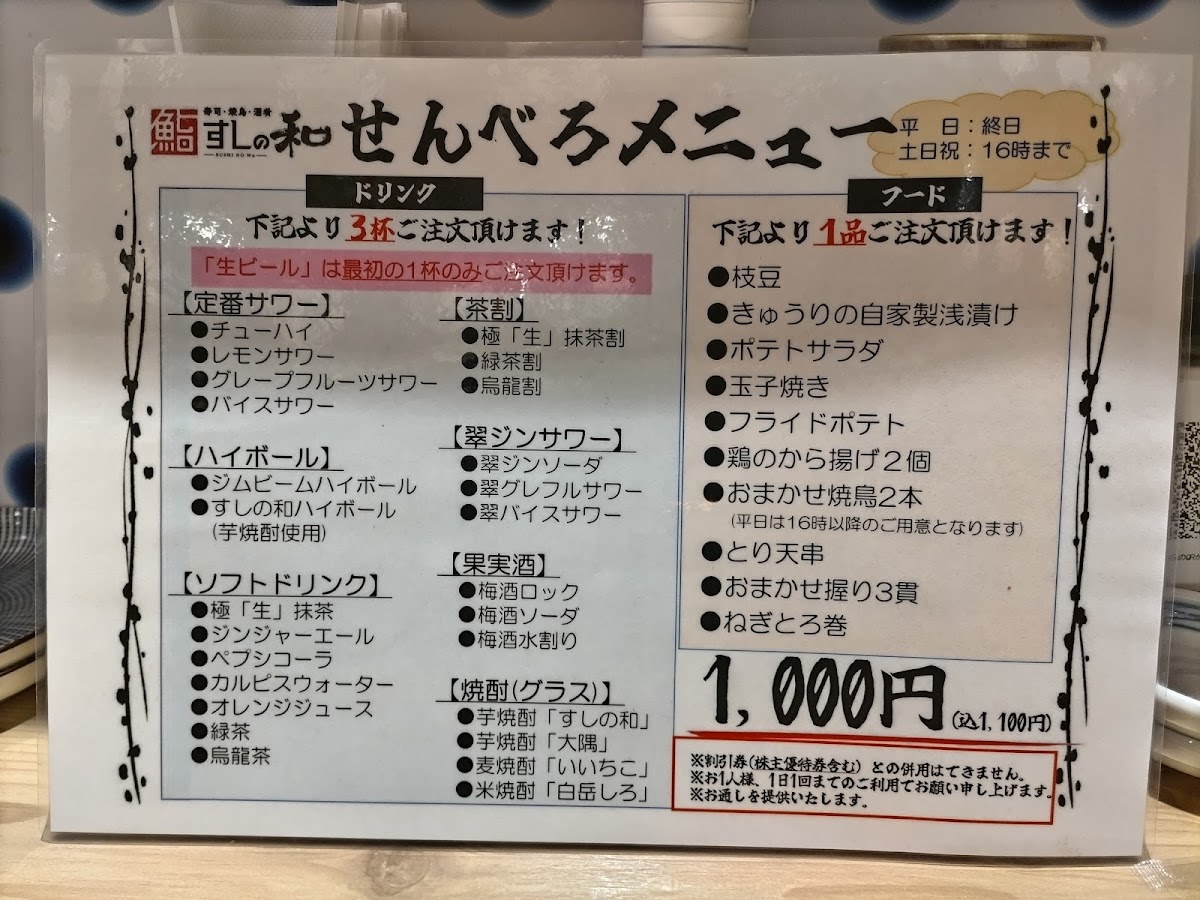 鮨
寿司・焼鳥・酒肴
すしの和
SUSHI NO WA
せんべろメニュー
平 日：終日
土日祝：16時まで
ドリンク
下記より3杯ご注文頂けます！
「生ビール」は最初の1杯のみご注文頂けます。
【定番サワー】
●チューハイ
●レモンサワー
●グレープフルーツサワー
●バイスサワー
【ハイボール】
●ジムビームハイボール
●すしの和ハイボール
(芋焼酎使用)
【ソフトドリンク】
●極「生」抹茶
●ジンジャーエール
●ペプシコーラ
●カルピスウォーター
●オレンジジュース
●緑茶
●烏龍茶
【茶割】
●極「生」抹茶割
●緑茶割
●烏龍割
【翠ジンサワー】
●翠ジンソーダ
●翠グレフルサワー
●翠バイスサワー
【果実酒】
●梅酒ロック
●梅酒ソーダ
●梅酒水割り
【焼酎(グラス)】
●芋焼酎「すしの和」
●芋焼酎「大隅」
●麦焼酎「いいちこ」
●米焼酎「白岳しろ」
フード
下記より1品ご注文頂けます！
●枝豆
●きゅうりの自家製浅漬け
●ポテトサラダ
●玉子焼き
●フライドポテト
●鶏のから揚げ２個
●おまかせ焼鳥2本
(平日は16時以降のご用意となります)
●とり天串
●おまかせ握り3貫
●ねぎとろ巻
1,000円(込1,100円)
※割引券(株主優待券含む)との併用はできません。
※お1人様、1日1回までのご利用でお願い申し上げます。
※お通しを提供いたします。